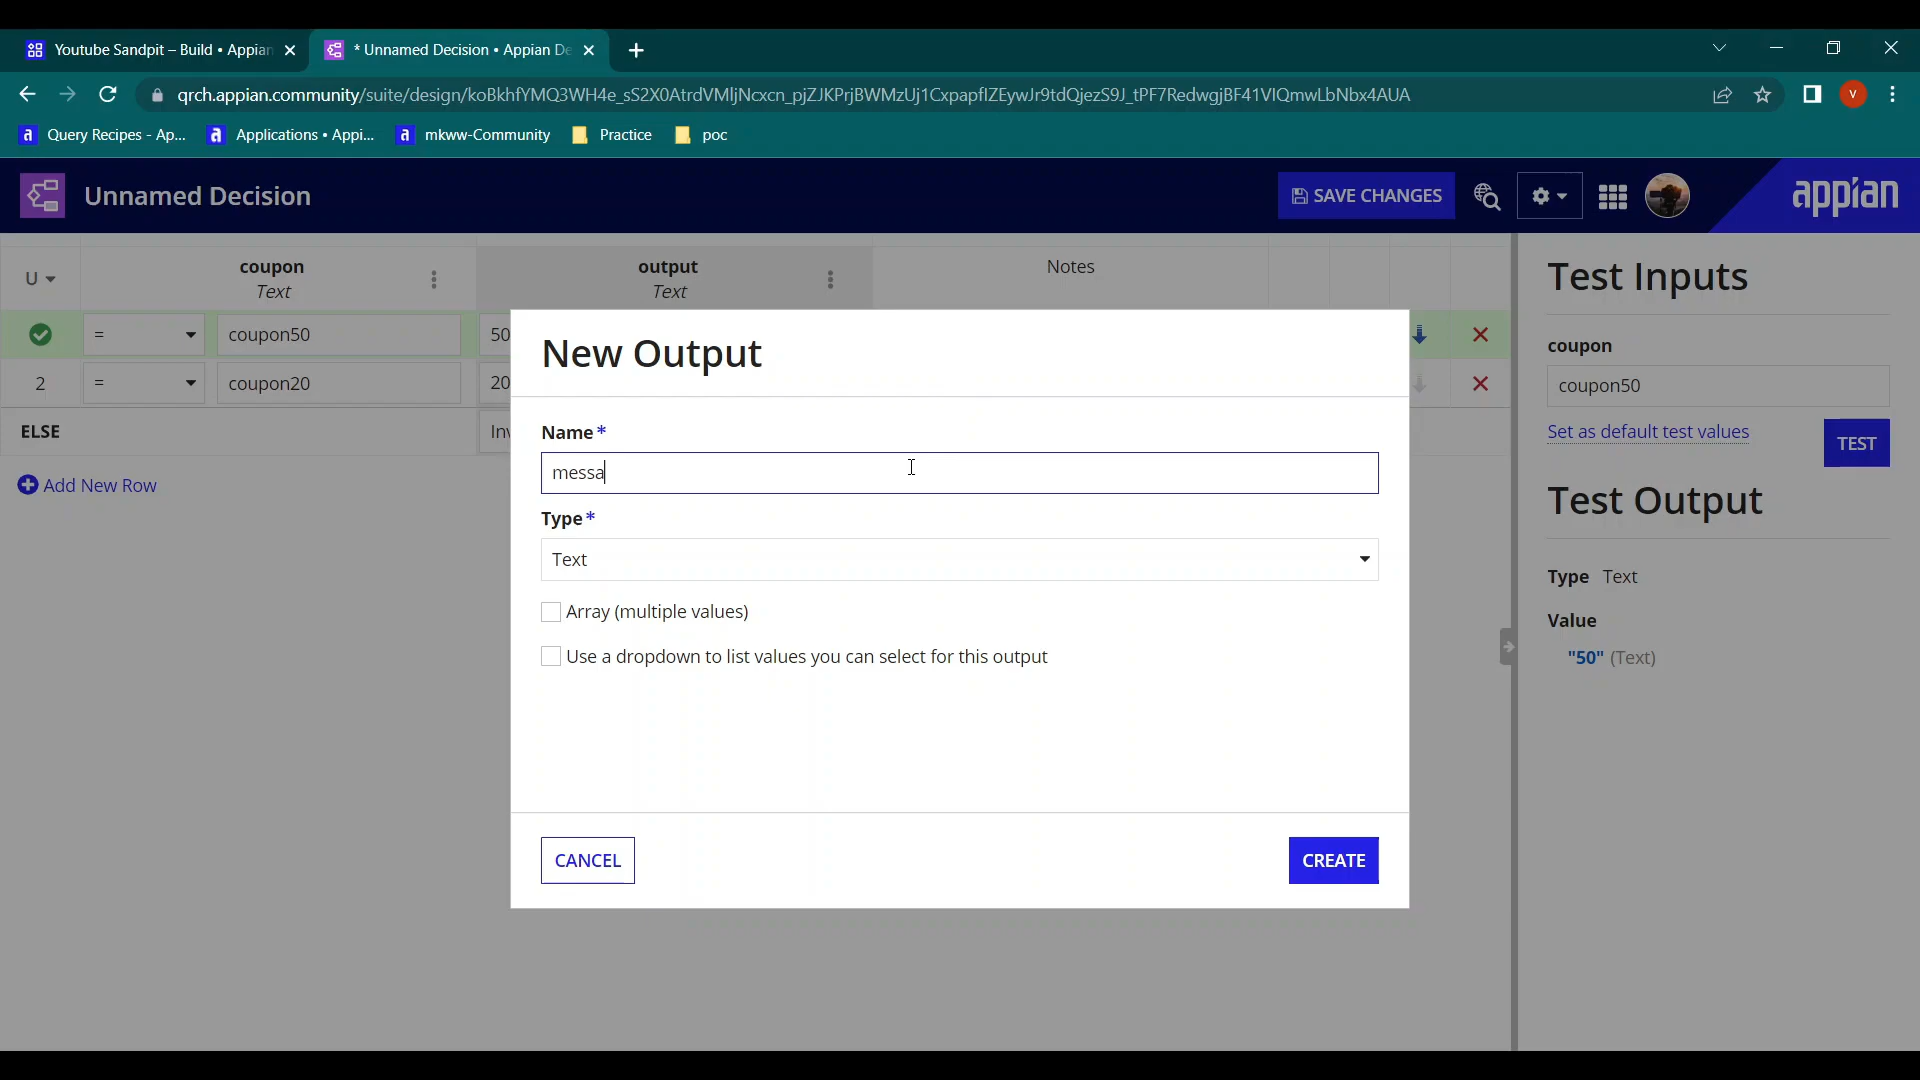 Youtube Sandpit – Build • Appian
* Unnamed Decision • Appian De
qrch.appian.community/suite/design/koBkhfYMQ3WH4e_sS2X0AtrdVMljNcxcn_pjZJKPrjBWMzUj1CxpapflZEywJr9tdQjezS9J_tPF7RedwgjBF41VIQmwLbNbx4AUA
V
Query Recipes - Ap...
Applications • Appi...
mkww-Community
Practice
poc
Unnamed Decision
SAVE CHANGES
appian
U
coupon
Text
output
Text
Notes
=
coupon50
50
2
=
coupon20
20
ELSE
Inv
Add New Row
New Output
Name*
messa
Type*
Text
Array (multiple values)
Use a dropdown to list values you can select for this output
CANCEL
CREATE
Test Inputs
coupon
coupon50
Set as default test values
TEST
Test Output
Type Text
Value
"50" (Text)